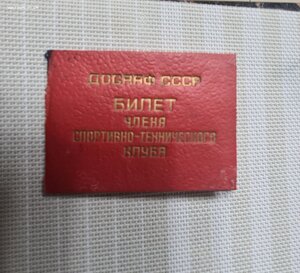 ДОСААФ СССР
БИЛЕТ
ЧЛЕНА
СПОРТИВНО-ТЕХНИЧЕСКОГО
КЛУБА